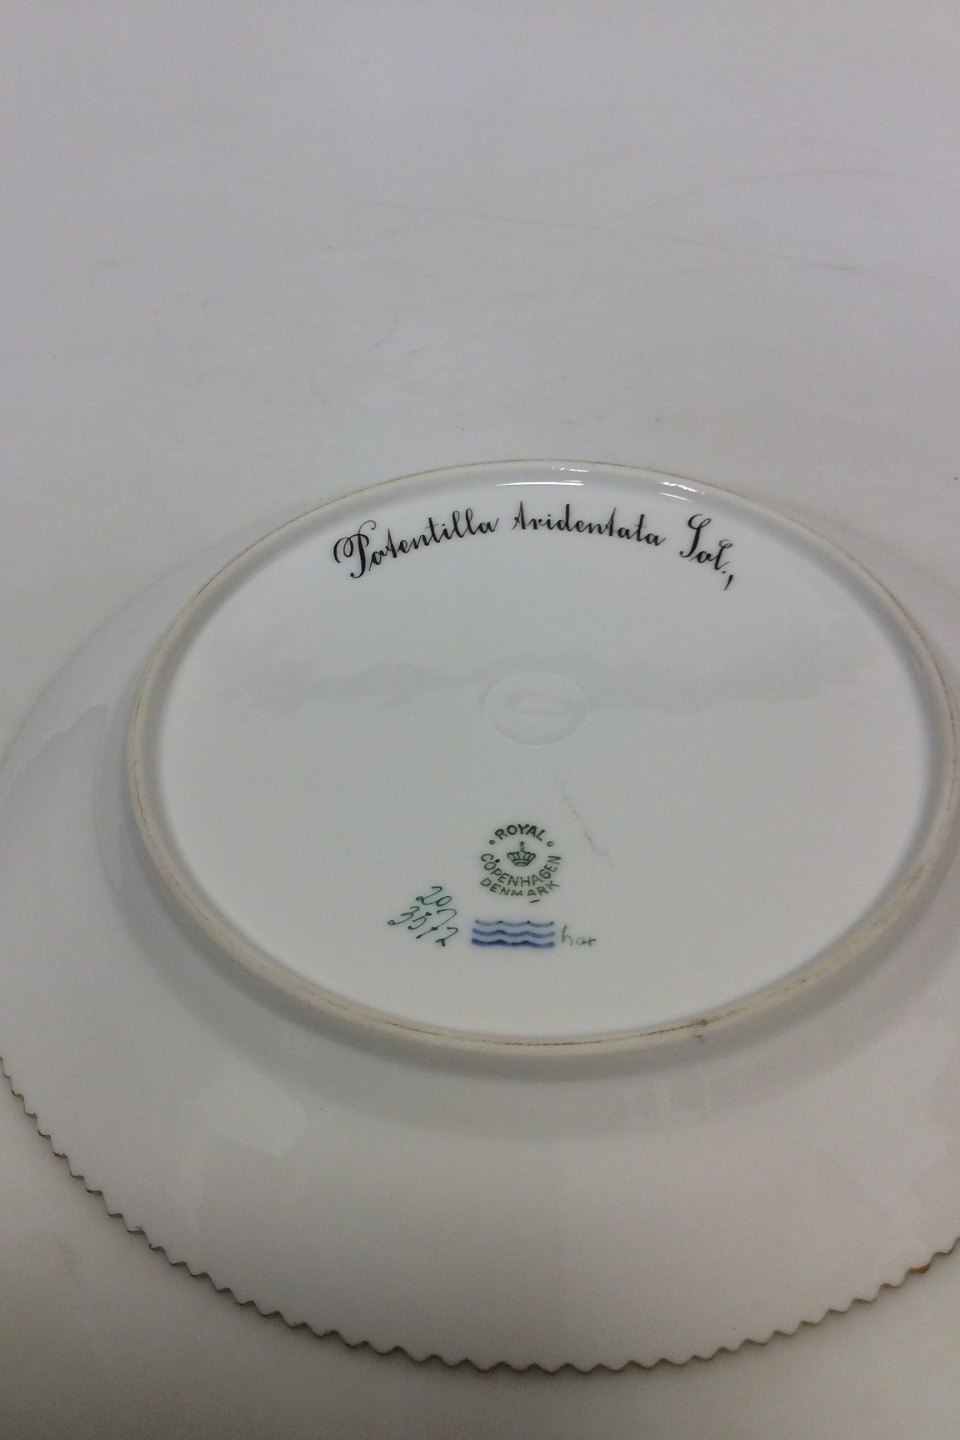 Potentilla tridentata Sol.,
ROYAL
COPENHAGEN
DENMARK
20
3572
har